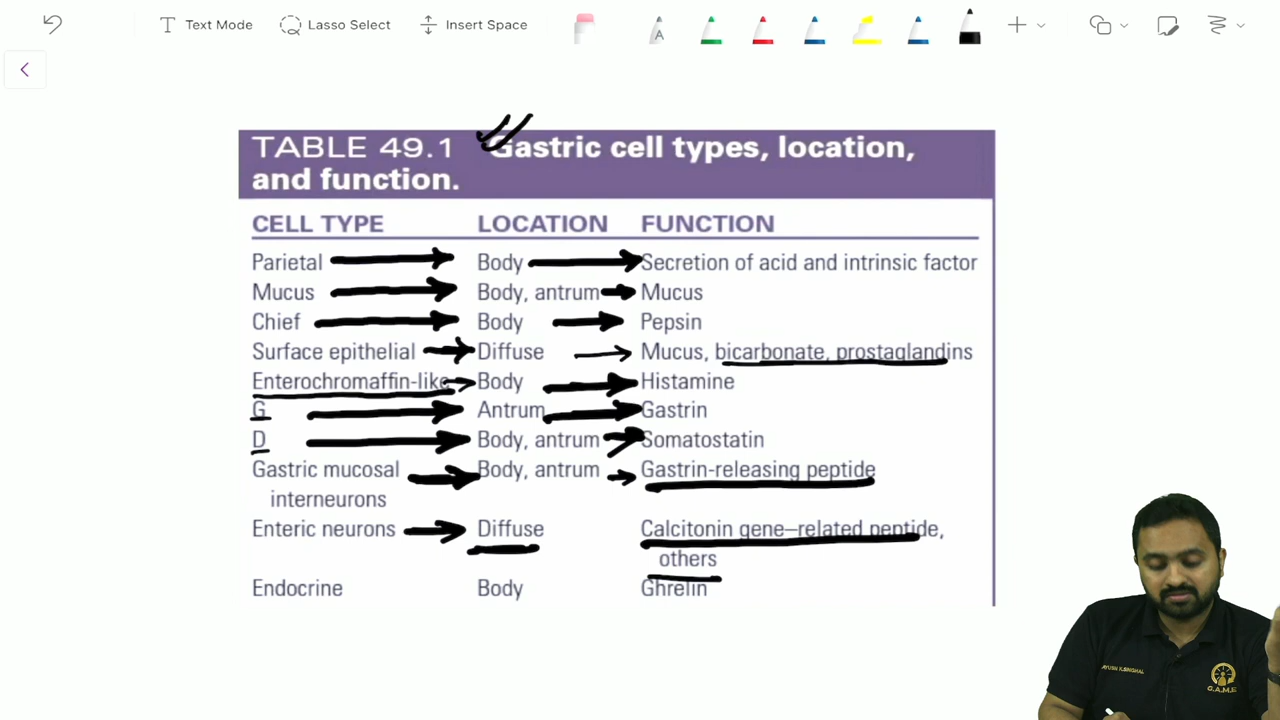 Text Mode Lasso Select Insert Space
A
TABLE 49.1 Gastric cell types, location,
and function.
CELL TYPE LOCATION FUNCTION
Parietal Body Secretion of acid and intrinsic factor
Mucus Body, antrum Mucus
Chief Body Pepsin
Surface epithelial Diffuse Mucus, bicarbonate, prostaglandins
Enterochromaffin-like Body Histamine
G Antrum Gastrin
D Body, antrum Somatostatin
Gastric mucosal Body, antrum Gastrin-releasing peptide
interneurons
Enteric neurons Diffuse Calcitonin gene–related peptide,
others
Endocrine Body Ghrelin
AYUSH K.SINGHAL
G.A.M.E